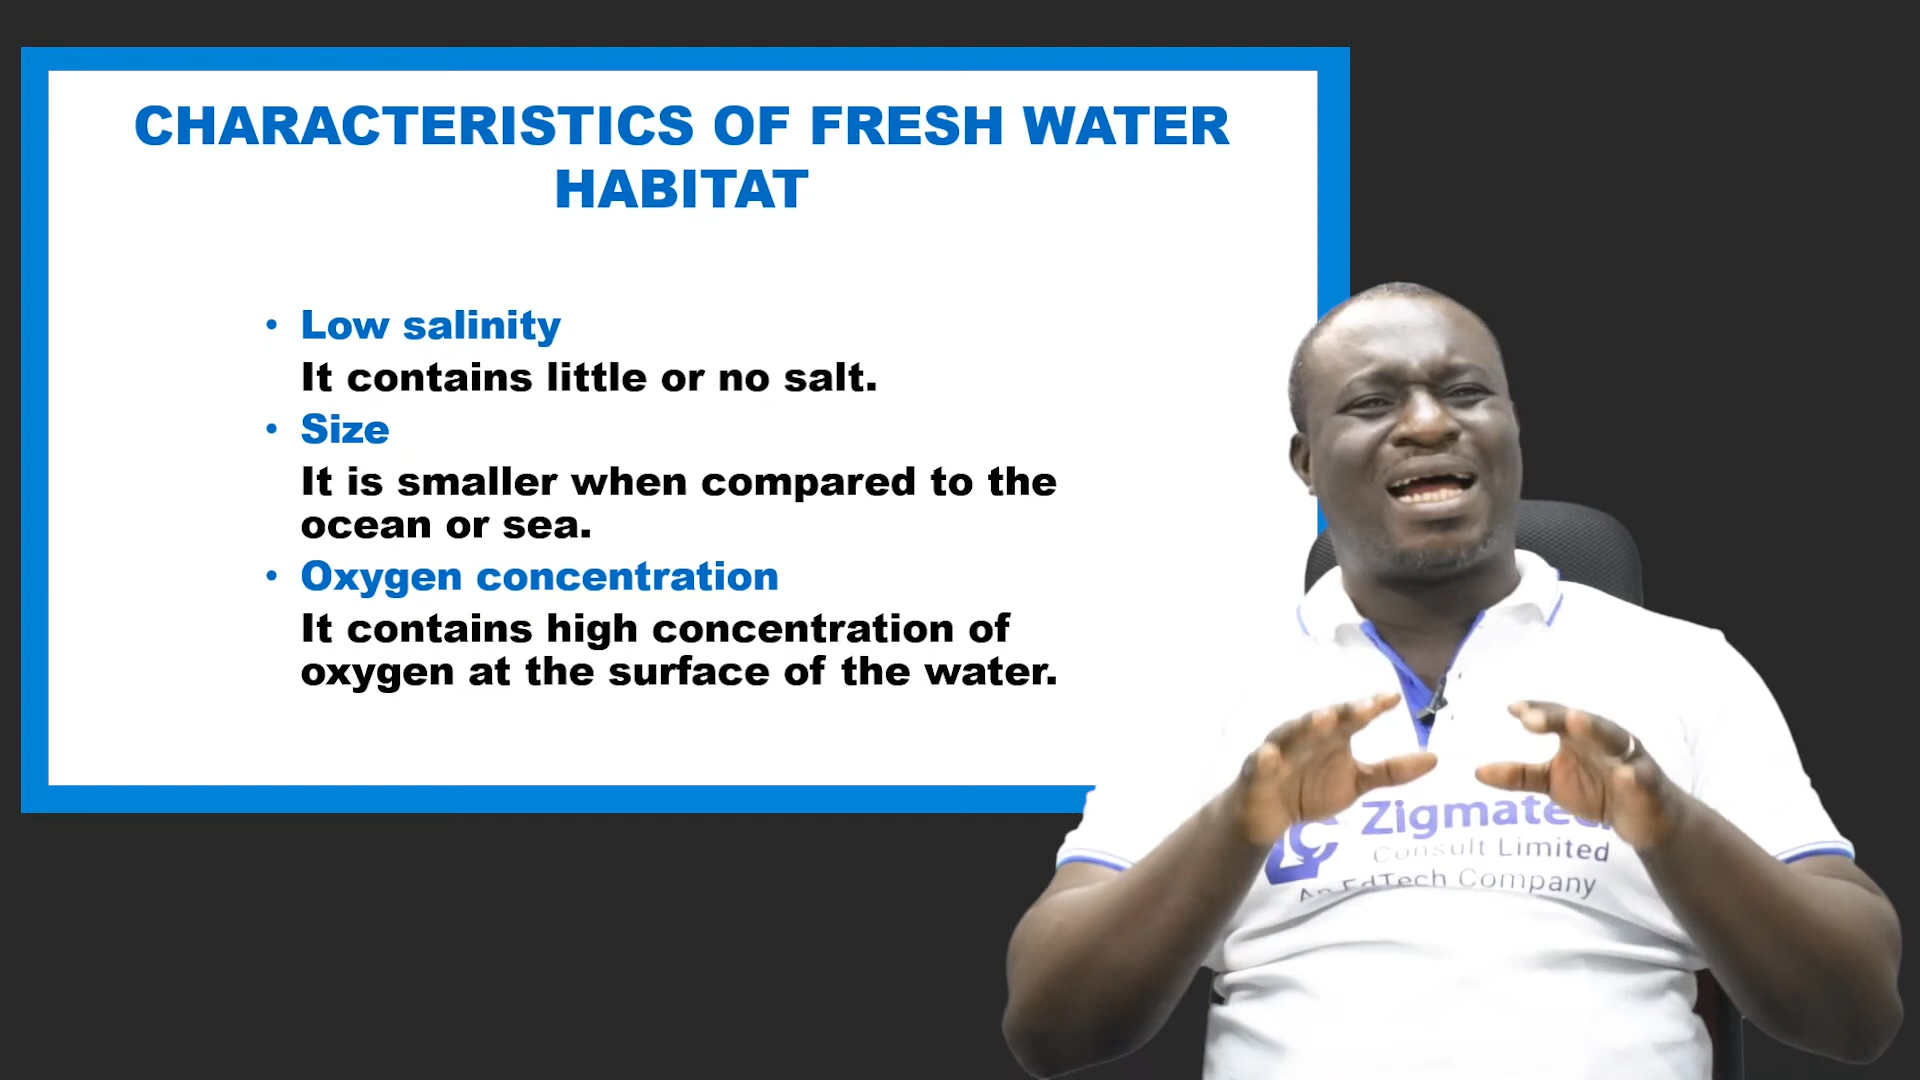 CHARACTERISTICS OF FRESH WATER
HABITAT
• Low salinity
It contains little or no salt.
• Size
It is smaller when compared to the
ocean or sea.
• Oxygen concentration
It contains high concentration of
oxygen at the surface of the water.
Consult Limited
An EdTech Company